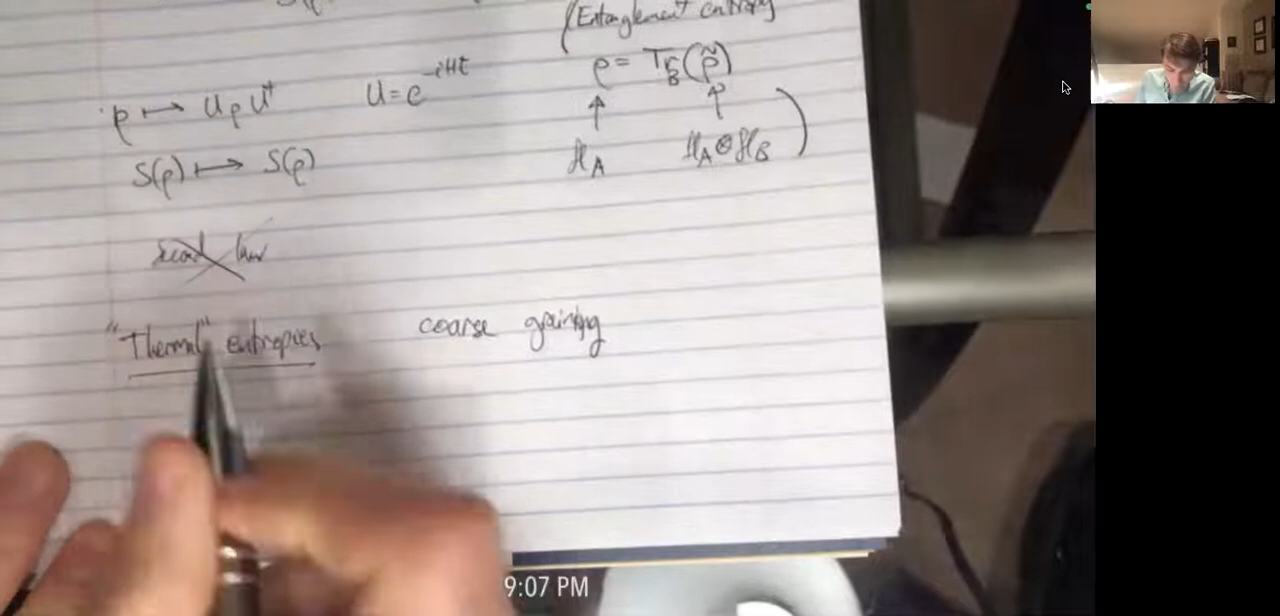 (Entanglement entropy
ρ = Tr_B(ρ̃)
ρ ↦ UρU† U = e^{-iHt}
↑ ↑
S(ρ) ↦ S(ρ) ℋ_A ℋ_A ⊗ ℋ_B )
second law
"Thermal" entropies coarse graining
9:07 PM